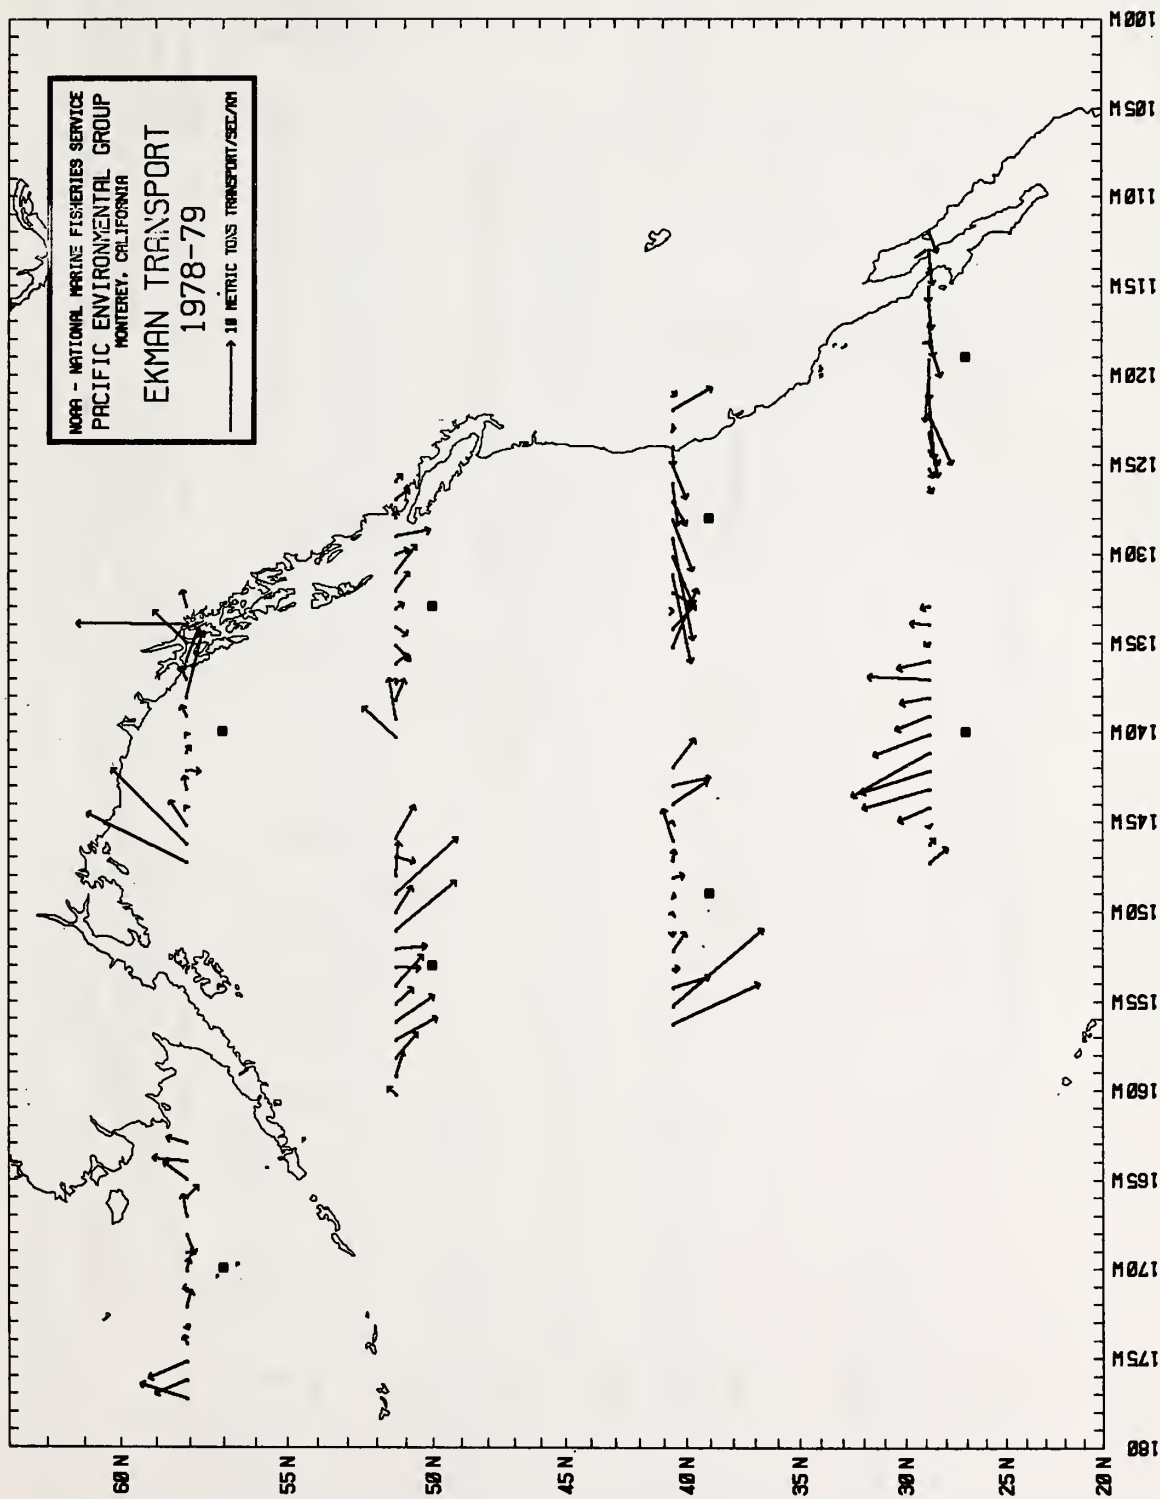 NOAA - NATIONAL MARINE FISHERIES SERVICE
PACIFIC ENVIRONMENTAL GROUP
MONTEREY, CALIFORNIA
EKMAN TRANSPORT
1978-79
10 METRIC TONS TRANSPORT/SEC/KM
60 N
55 N
50 N
45 N
40 N
30 N
20 N
180
175W
170W
165W
160W
155W
150W
145W
140W
135W
130W
125W
120W
115W
110W
105W
100W